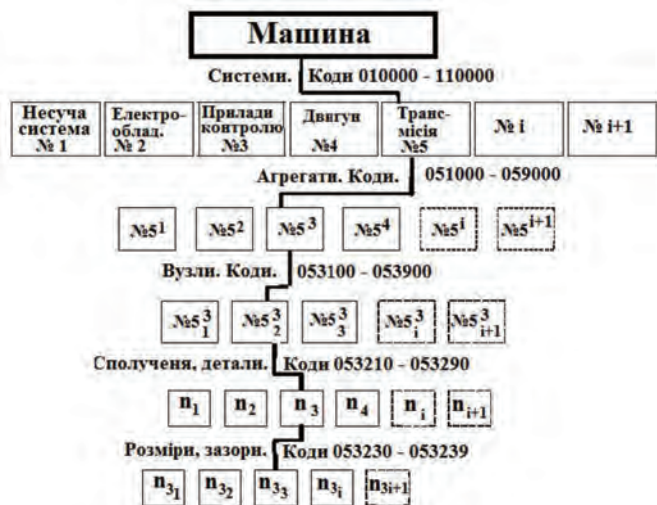 Машина
Системи. Коди 010000 - 110000
Несуча система № 1
Електро-облад. № 2
Прилади контролю №3
Двигун №4
Транс-місія №5
№ i
№ i+1
Агрегати. Коди. 051000 - 059000
№5¹ №5² №5³ №5⁴ №5ⁱ №5ⁱ⁺¹
Вузли. Коди. 053100 - 053900
№5³₁ №5³₂ №5³₃ №5³ᵢ №5³ᵢ₊₁
Сполученя, детали. Коди 053210 - 053290
n₁ n₂ n₃ n₄ nᵢ nᵢ₊₁
Розміри, зазори. Коди 053230 - 053239
n₃₁ n₃₂ n₃₃ n₃ᵢ n₃ᵢ₊₁